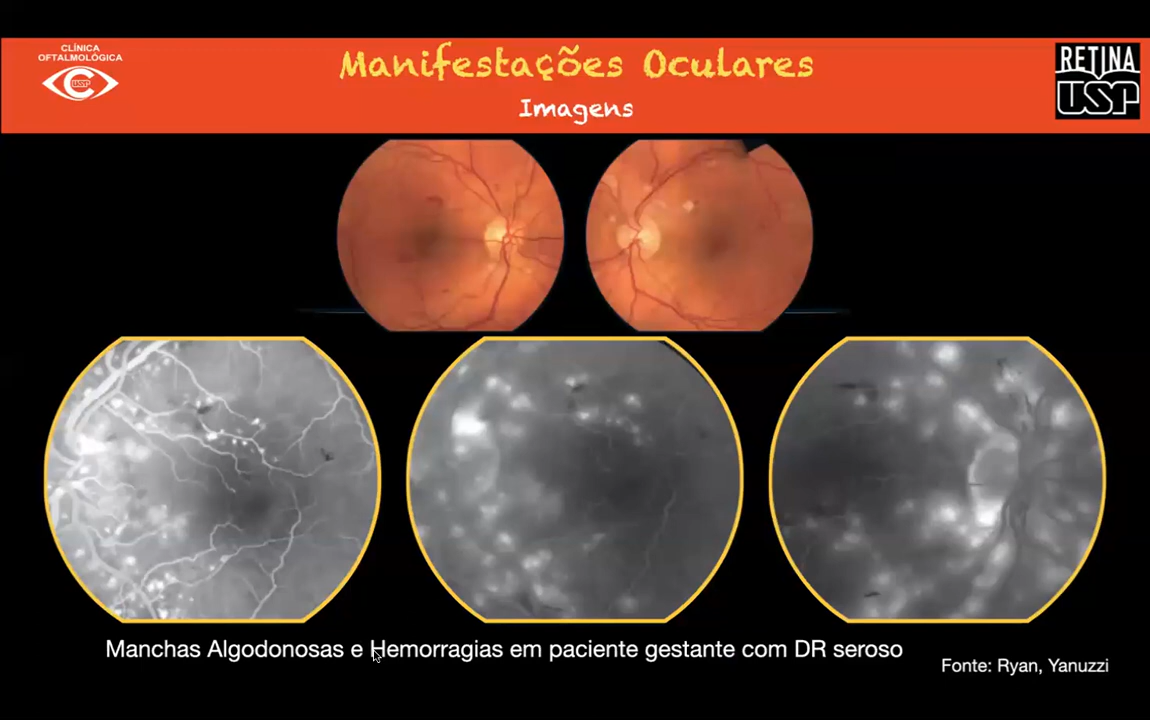 CLÍNICA
OFTALMOLÓGICA
USP
Manifestações Oculares
Imagens
RETINA
USP
Manchas Algodonosas e Hemorragias em paciente gestante com DR seroso
Fonte: Ryan, Yanuzzi